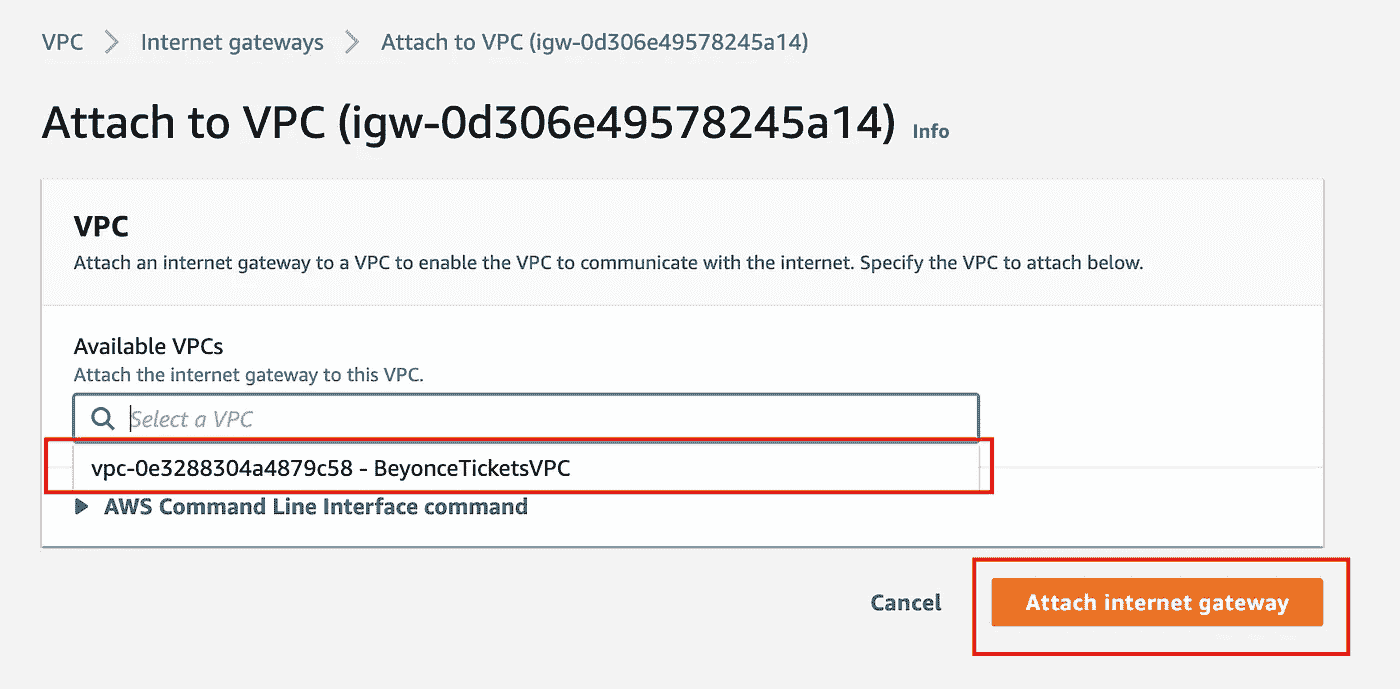 VPC > Internet gateways > Attach to VPC (igw-0d306e49578245a14)
Attach to VPC (igw-0d306e49578245a14) Info
VPC
Attach an internet gateway to a VPC to enable the VPC to communicate with the internet. Specify the VPC to attach below.
Available VPCs
Attach the internet gateway to this VPC.
Select a VPC
vpc-0e3288304a4879c58 - BeyonceTicketsVPC
AWS Command Line Interface command
Cancel Attach internet gateway